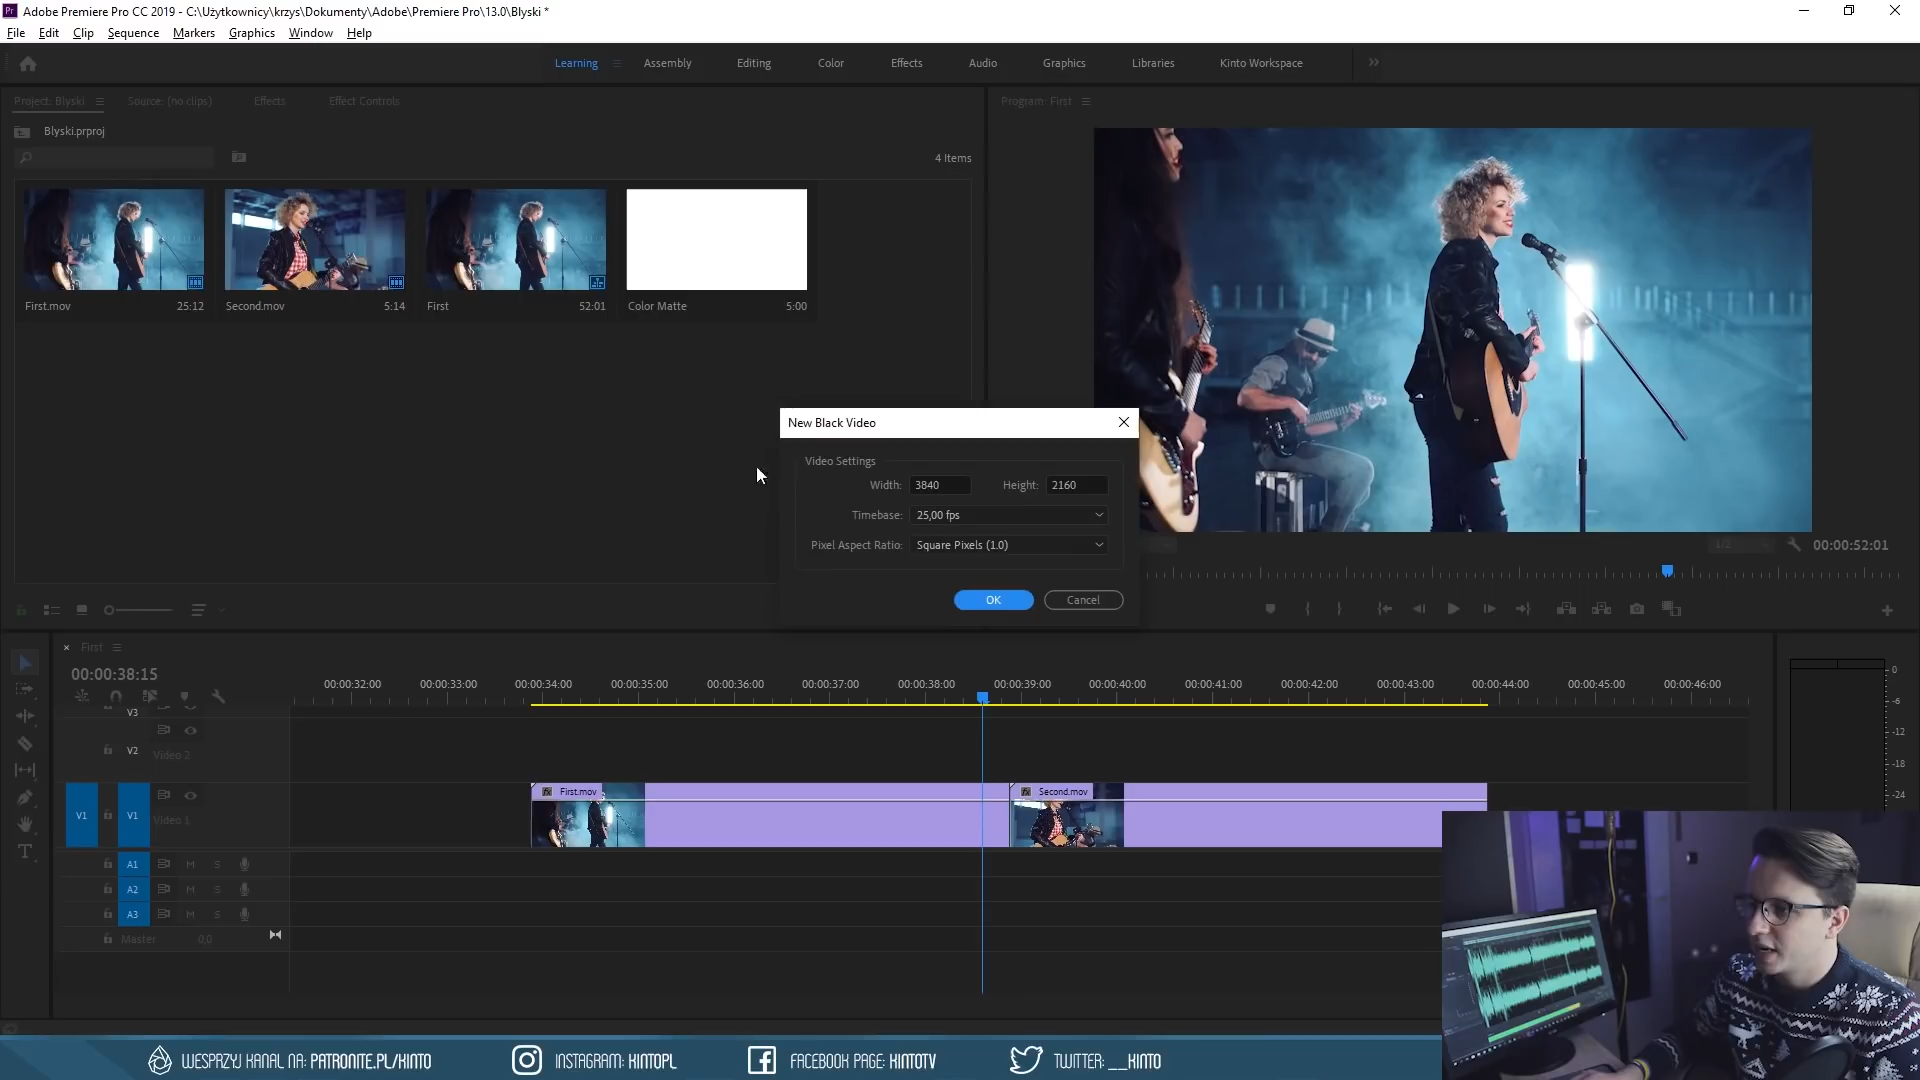 Adobe Premiere Pro CC 2019 - C:\Użytkownicy\krzys\Dokumenty\Adobe\Premiere Pro\13.0\Blyski *
File Edit Clip Sequence Markers Graphics Window Help
Learning Assembly Editing Color Effects Audio Graphics Libraries Kinto Workspace
Project: Blyski Source: (no clips) Effects Effect Controls
Program: First
Blyski.prproj
4 Items
First.mov 25:12
Second.mov 5:14
First 52:01
Color Matte 5:00
New Black Video
Video Settings
Width: 3840 Height: 2160
Timebase: 25,00 fps
Pixel Aspect Ratio: Square Pixels (1.0)
OK Cancel
1/2 00:00:52:01
First
00:00:38:15
00:00:32:00 00:00:33:00 00:00:34:00 00:00:35:00 00:00:36:00 00:00:37:00 00:00:38:00 00:00:39:00 00:00:40:00 00:00:41:00 00:00:42:00 00:00:43:00 00:00:44:00 00:00:45:00 00:00:46:00
V3
V2 Video 2
V1 V1 Video 1
First.mov Second.mov
A1 M S
A2 M S
A3 M S
Master 0,0
0
-6
-12
-18
-24
WESPRZYJ KANAŁ NA: PATRONITE.PL/KINTO
INSTAGRAM: KINTOPL
FACEBOOK PAGE: KINTOTV
TWITTER: __KINTO